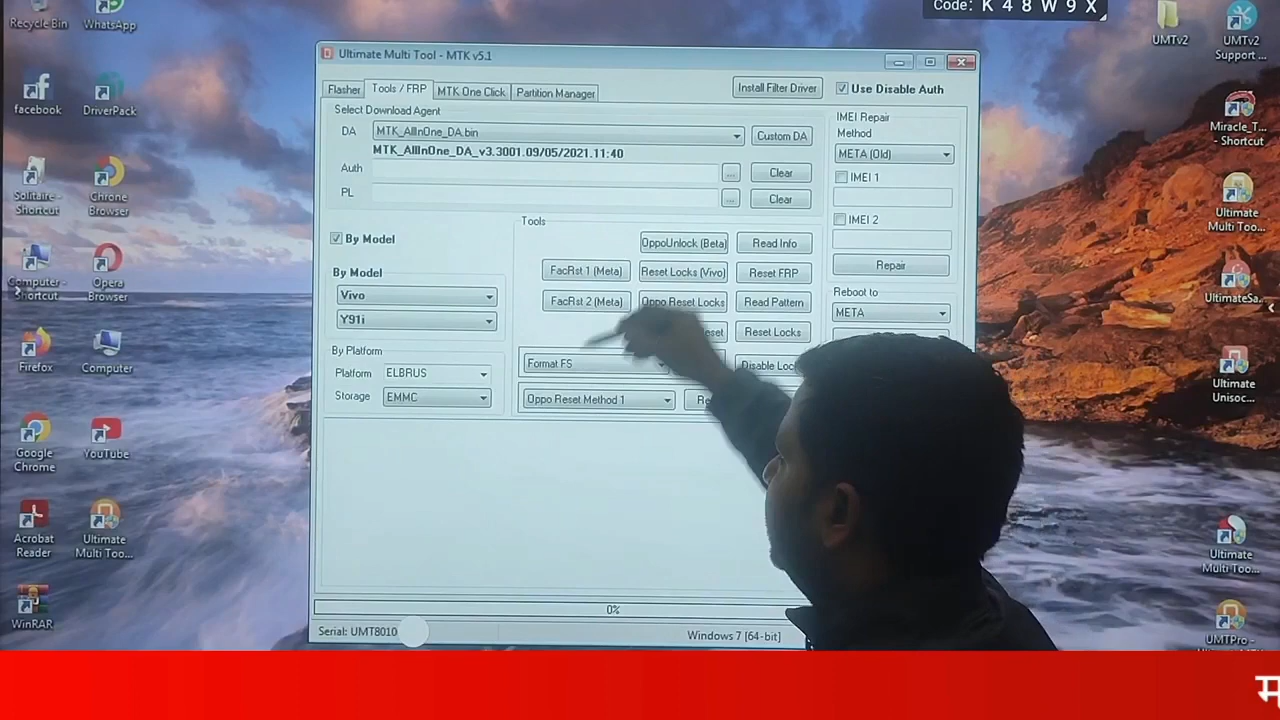 Code: K 4 8 W 9 X
Recycle Bin
WhatsApp
UMTv2
UMTv2 Support ...
facebook
DriverPack
Miracle_T... - Shortcut
Solitaire - Shortcut
Chrome Browser
Ultimate Multi Too...
Computer - Shortcut
Opera Browser
UltimateSa...
Firefox
Computer
Ultimate Unisoc...
Google Chrome
YouTube
Acrobat Reader
Ultimate Multi Too...
Ultimate Multi Too...
WinRAR
UMTPro -
Ultimate Multi Tool - MTK v5.1
Flasher
Tools / FRP
MTK One Click
Partition Manager
Install Filter Driver
Use Disable Auth
Select Download Agent
DA
MTK_AllInOne_DA.bin
Custom DA
MTK_AllInOne_DA_v3.3001.09/05/2021.11:40
Auth
...
Clear
PL
...
Clear
IMEI Repair
Method
META (Old)
IMEI 1
IMEI 2
Repair
Reboot to
META
By Model
By Model
Vivo
Y91i
By Platform
Platform
ELBRUS
Storage
EMMC
Tools
OppoUnlock (Beta)
Read Info
FacRst 1 (Meta)
Reset Locks (Vivo)
Reset FRP
FacRst 2 (Meta)
Oppo Reset Locks
Read Pattern
Reset Locks
Format FS
Oppo Reset Method 1
0%
Serial: UMT8010
Windows 7 [64-bit]